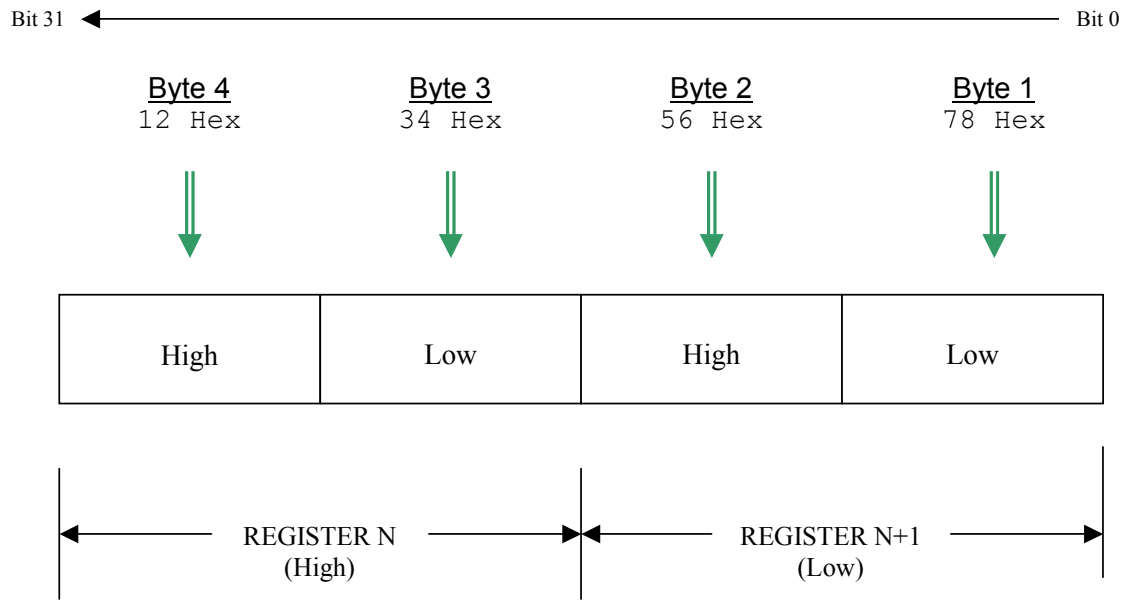 Bit 31 Bit 0
Byte 4 Byte 3 Byte 2 Byte 1
12 Hex 34 Hex 56 Hex 78 Hex
High Low High Low
REGISTER N REGISTER N+1
(High) (Low)